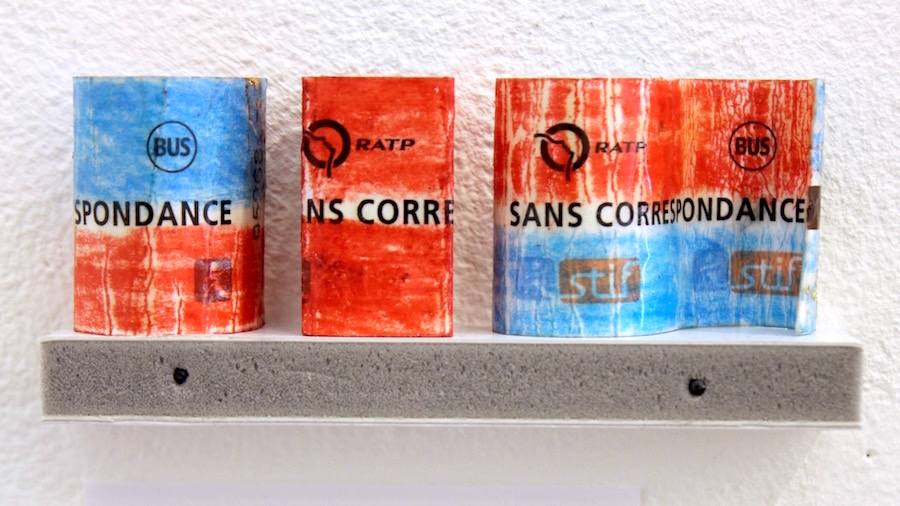 BUS
SPONDANCE
RATP
NS CORRE
RATP BUS
SANS CORRESPONDANCE
stif stif